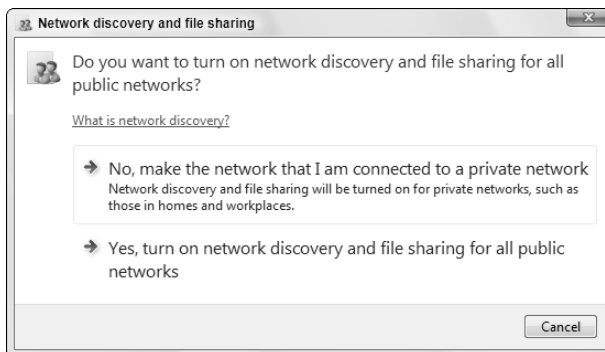 Network discovery and file sharing
Do you want to turn on network discovery and file sharing for all
public networks?
What is network discovery?
No, make the network that I am connected to a private network
Network discovery and file sharing will be turned on for private networks, such as
those in homes and workplaces.
Yes, turn on network discovery and file sharing for all public
networks
Cancel